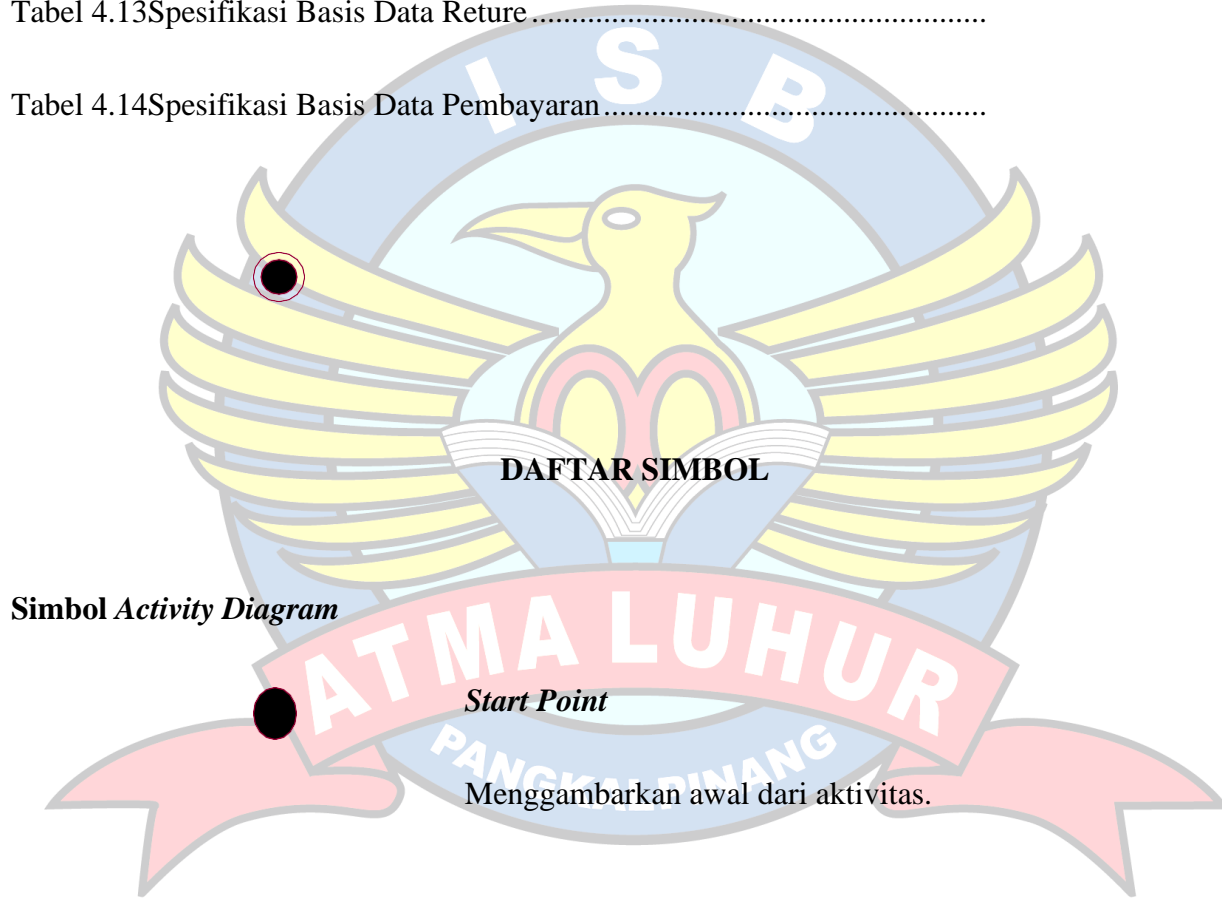 Tabel 4.13Spesifikasi Basis Data Reture.........................................................
Tabel 4.14Spesifikasi Basis Data Pembayaran................................................
I S B
DAFTAR SIMBOL
Simbol Activity Diagram
ATMA LUHUR
Start Point
PANGKALPINANG
Menggambarkan awal dari aktivitas.